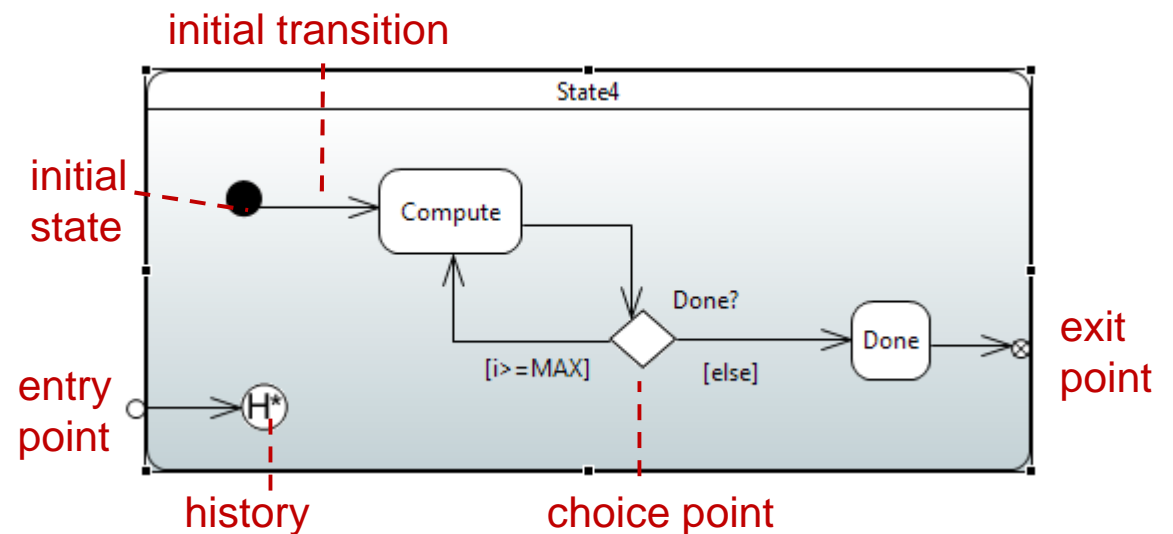 initial transition
State4
initial
state
Compute
Done?
Done
exit
point
[i>=MAX]
[else]
entry
point
H*
history
choice point